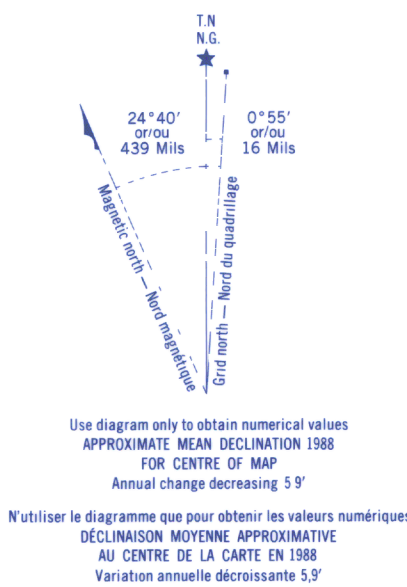 T.N
N.G.
24°40'
or/ou
439 Mils
0°55'
or/ou
16 Mils
Magnetic north — Nord magnétique
Grid north — Nord du quadrillage
Use diagram only to obtain numerical values
APPROXIMATE MEAN DECLINATION 1988
FOR CENTRE OF MAP
Annual change decreasing 5 9'
N'utiliser le diagramme que pour obtenir les valeurs numériques
DÉCLINAISON MOYENNE APPROXIMATIVE
AU CENTRE DE LA CARTE EN 1988
Variation annuelle décroissante 5,9'